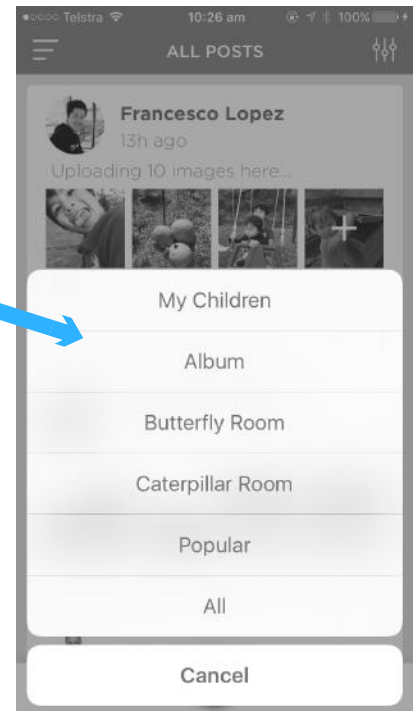 Telstra 10:26 am 100%
ALL POSTS
Francesco Lopez
13h ago
Uploading 10 images here...
My Children
Album
Butterfly Room
Caterpillar Room
Popular
All
Cancel